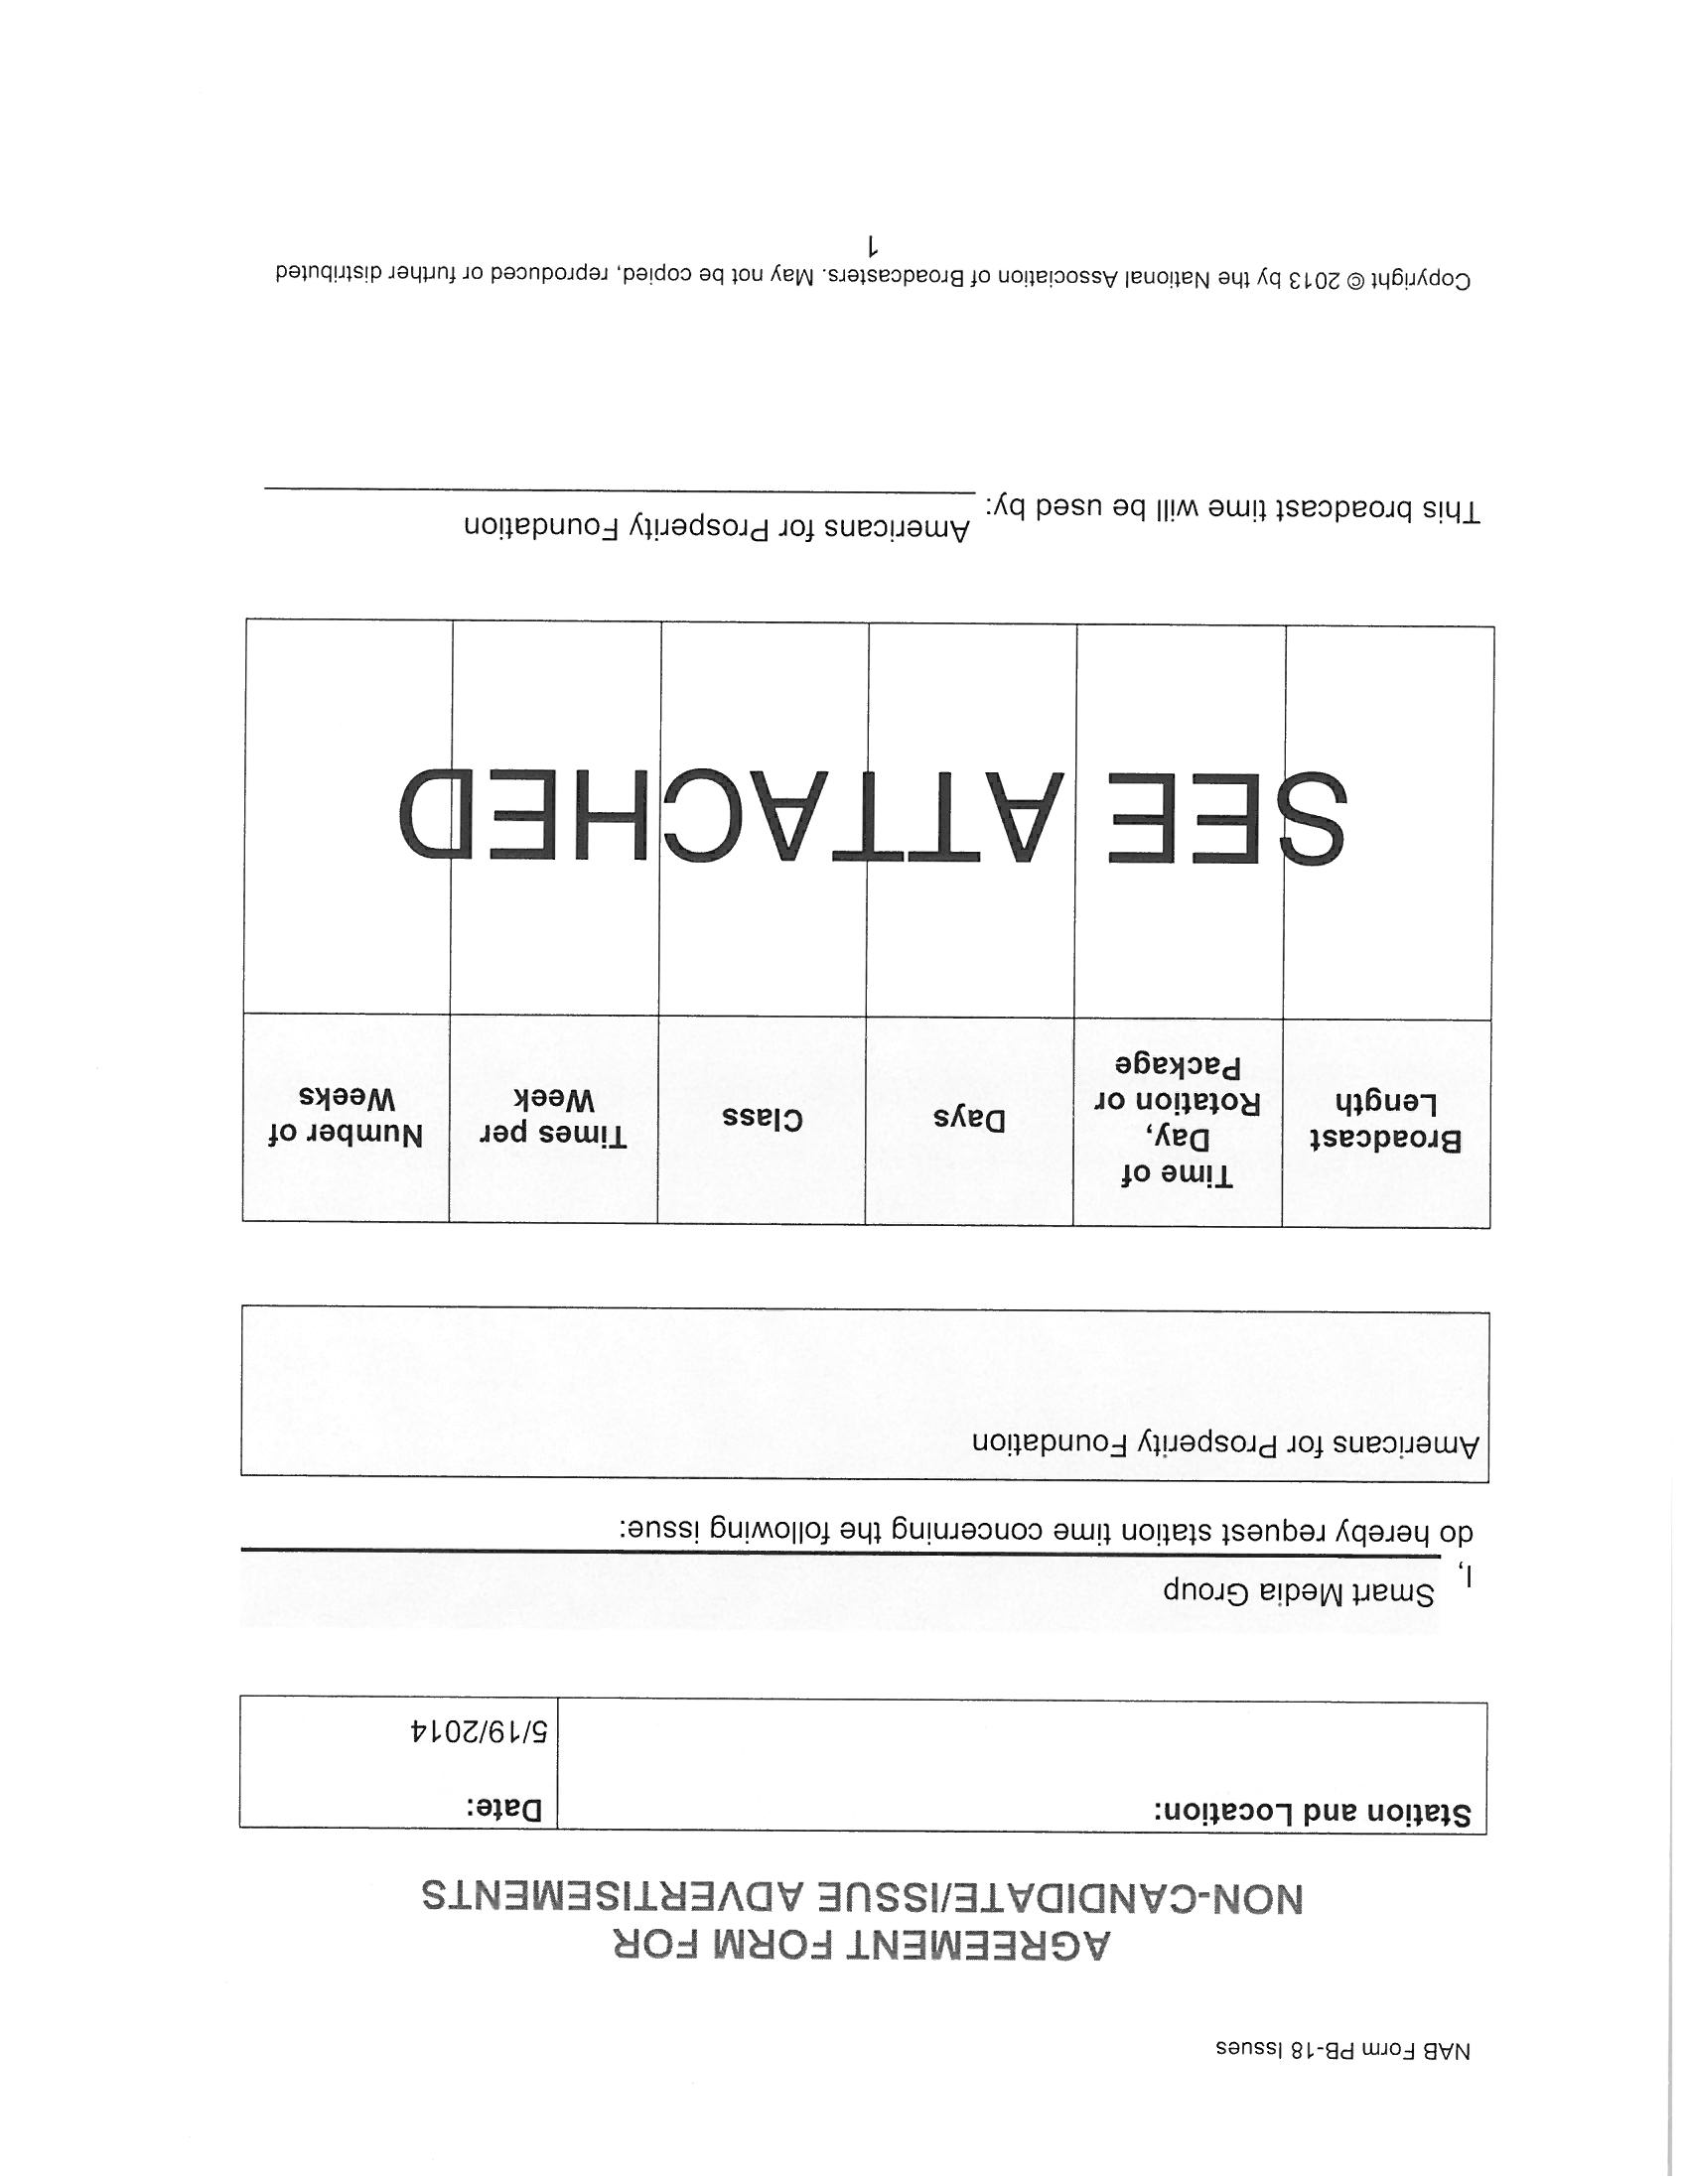 NAB Form PB-18 Issues
AGREEMENT FORM FOR
NON-CANDIDATE/ISSUE ADVERTISEMENTS
Station and Location:
Date:
5/19/2014
I, Smart Media Group
do hereby request station time concerning the following issue:
Americans for Prosperity Foundation
Broadcast
Length
Time of
Day,
Rotation or
Package
Days
Class
Times per
Week
Number of
Weeks
SEE ATTACHED
This broadcast time will be used by: Americans for Prosperity Foundation
Copyright © 2013 by the National Association of Broadcasters. May not be copied, reproduced or further distributed
1